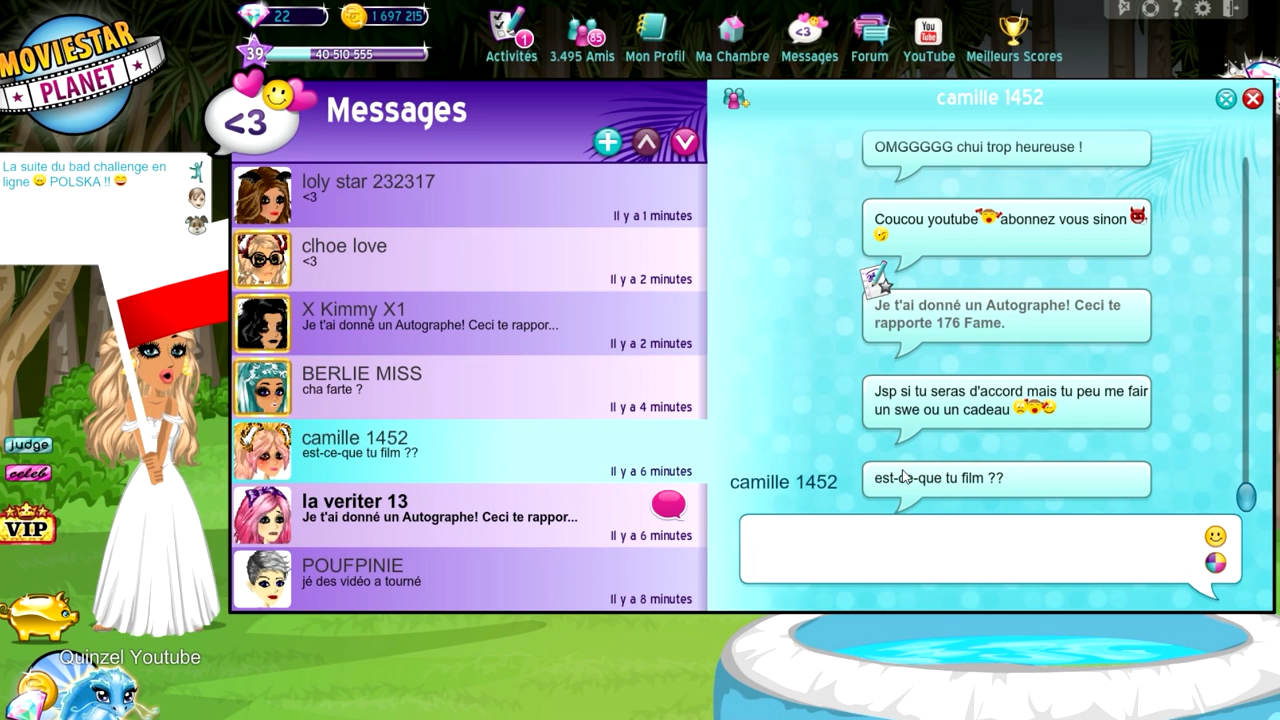 MOVIESTAR
PLANET
22
1 697 215
39
40 510 555
1
Activités
85
3.495 Amis
Mon Profil
Ma Chambre
<3
Messages
Forum
You
Tube
YouTube
Meilleurs Scores
La suite du bad challenge en
ligne 😀 POLSKA !! 😄
judge
celeb
VIP
Quinzel Youtube
<3
Messages
loly star 232317
<3
Il y a 1 minutes
clhoe love
<3
Il y a 2 minutes
X Kimmy X1
Je t'ai donné un Autographe! Ceci te rappor...
Il y a 2 minutes
BERLIE MISS
cha farte ?
Il y a 4 minutes
camille 1452
est-ce-que tu film ??
Il y a 6 minutes
la veriter 13
Je t'ai donné un Autographe! Ceci te rappor...
Il y a 6 minutes
POUFPINIE
jé des vidéo a tourné
Il y a 8 minutes
camille 1452
OMGGGGG chui trop heureuse !
Coucou youtube abonnez vous sinon
Je t'ai donné un Autographe! Ceci te
rapporte 176 Fame.
Jsp si tu seras d'accord mais tu peu me fair
un swe ou un cadeau
camille 1452
est-ce-que tu film ??